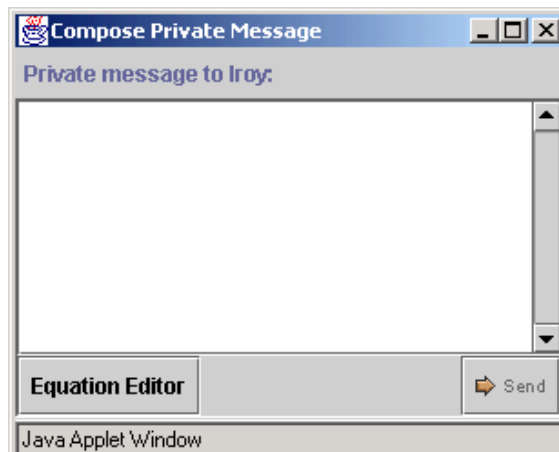 Compose Private Message
Private message to lroy:
Equation Editor
Send
Java Applet Window